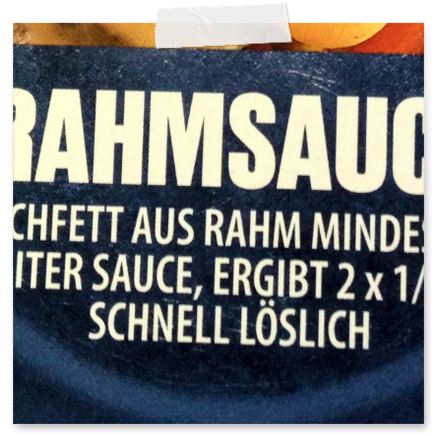 RAHMSAUC
CHFETT AUS RAHM MINDES
ITER SAUCE, ERGIBT 2 x 1/
SCHNELL LÖSLICH